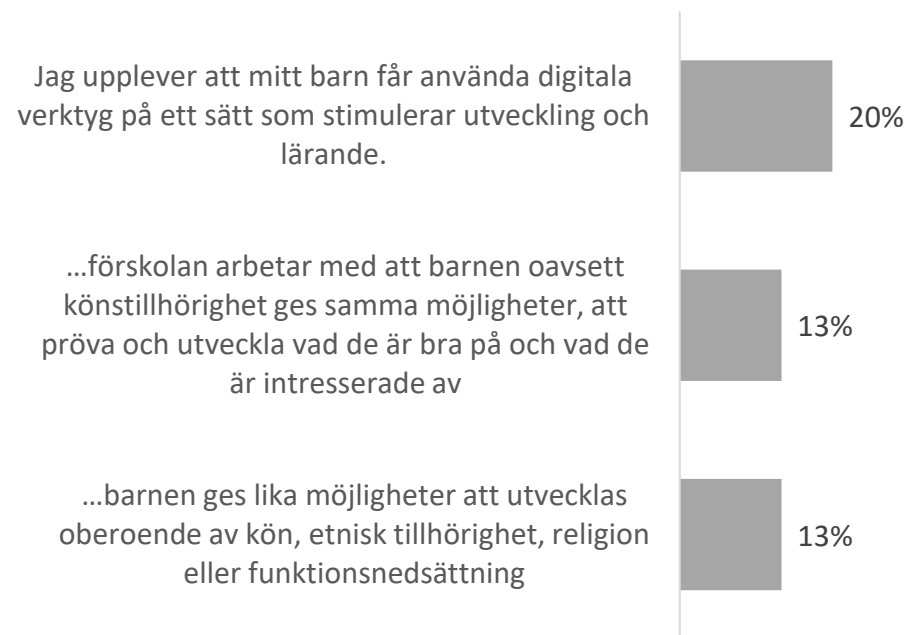 Jag upplever att mitt barn får använda digitala
verktyg på ett sätt som stimulerar utveckling och
lärande.
20%
…förskolan arbetar med att barnen oavsett
könstillhörighet ges samma möjligheter, att
pröva och utveckla vad de är bra på och vad de
är intresserade av
13%
…barnen ges lika möjligheter att utvecklas
oberoende av kön, etnisk tillhörighet, religion
eller funktionsnedsättning
13%